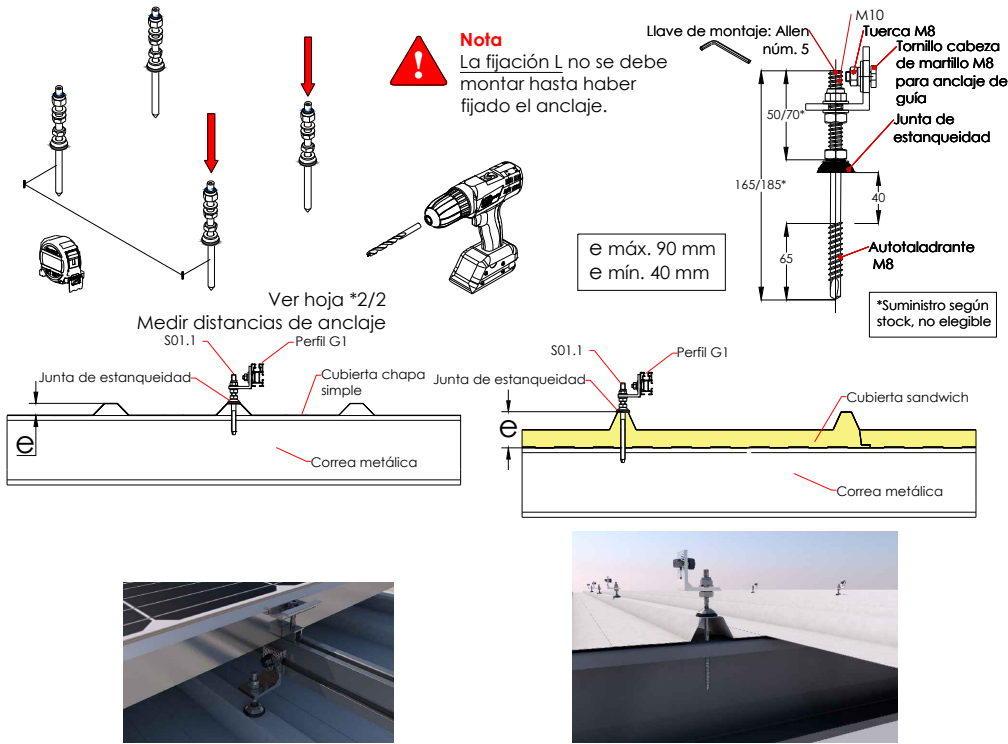 Nota
La fijación L no se debe
montar hasta haber
fijado el anclaje.
M10
Llave de montaje: Allen
núm. 5
Tuerca M8
Tornillo cabeza
de martillo M8
para anclaje de
guía
50/70*
Junta de
estanqueidad
165/185*
40
65
Autotaladrante
M8
e máx. 90 mm
e mín. 40 mm
*Suministro según
stock, no elegible
Ver hoja *2/2
Medir distancias de anclaje
S01.1
Perfil G1
Junta de estanqueidad
Cubierta chapa
simple
e
Correa metálica
S01.1
Perfil G1
Junta de estanqueidad
Cubierta sandwich
e
Correa metálica